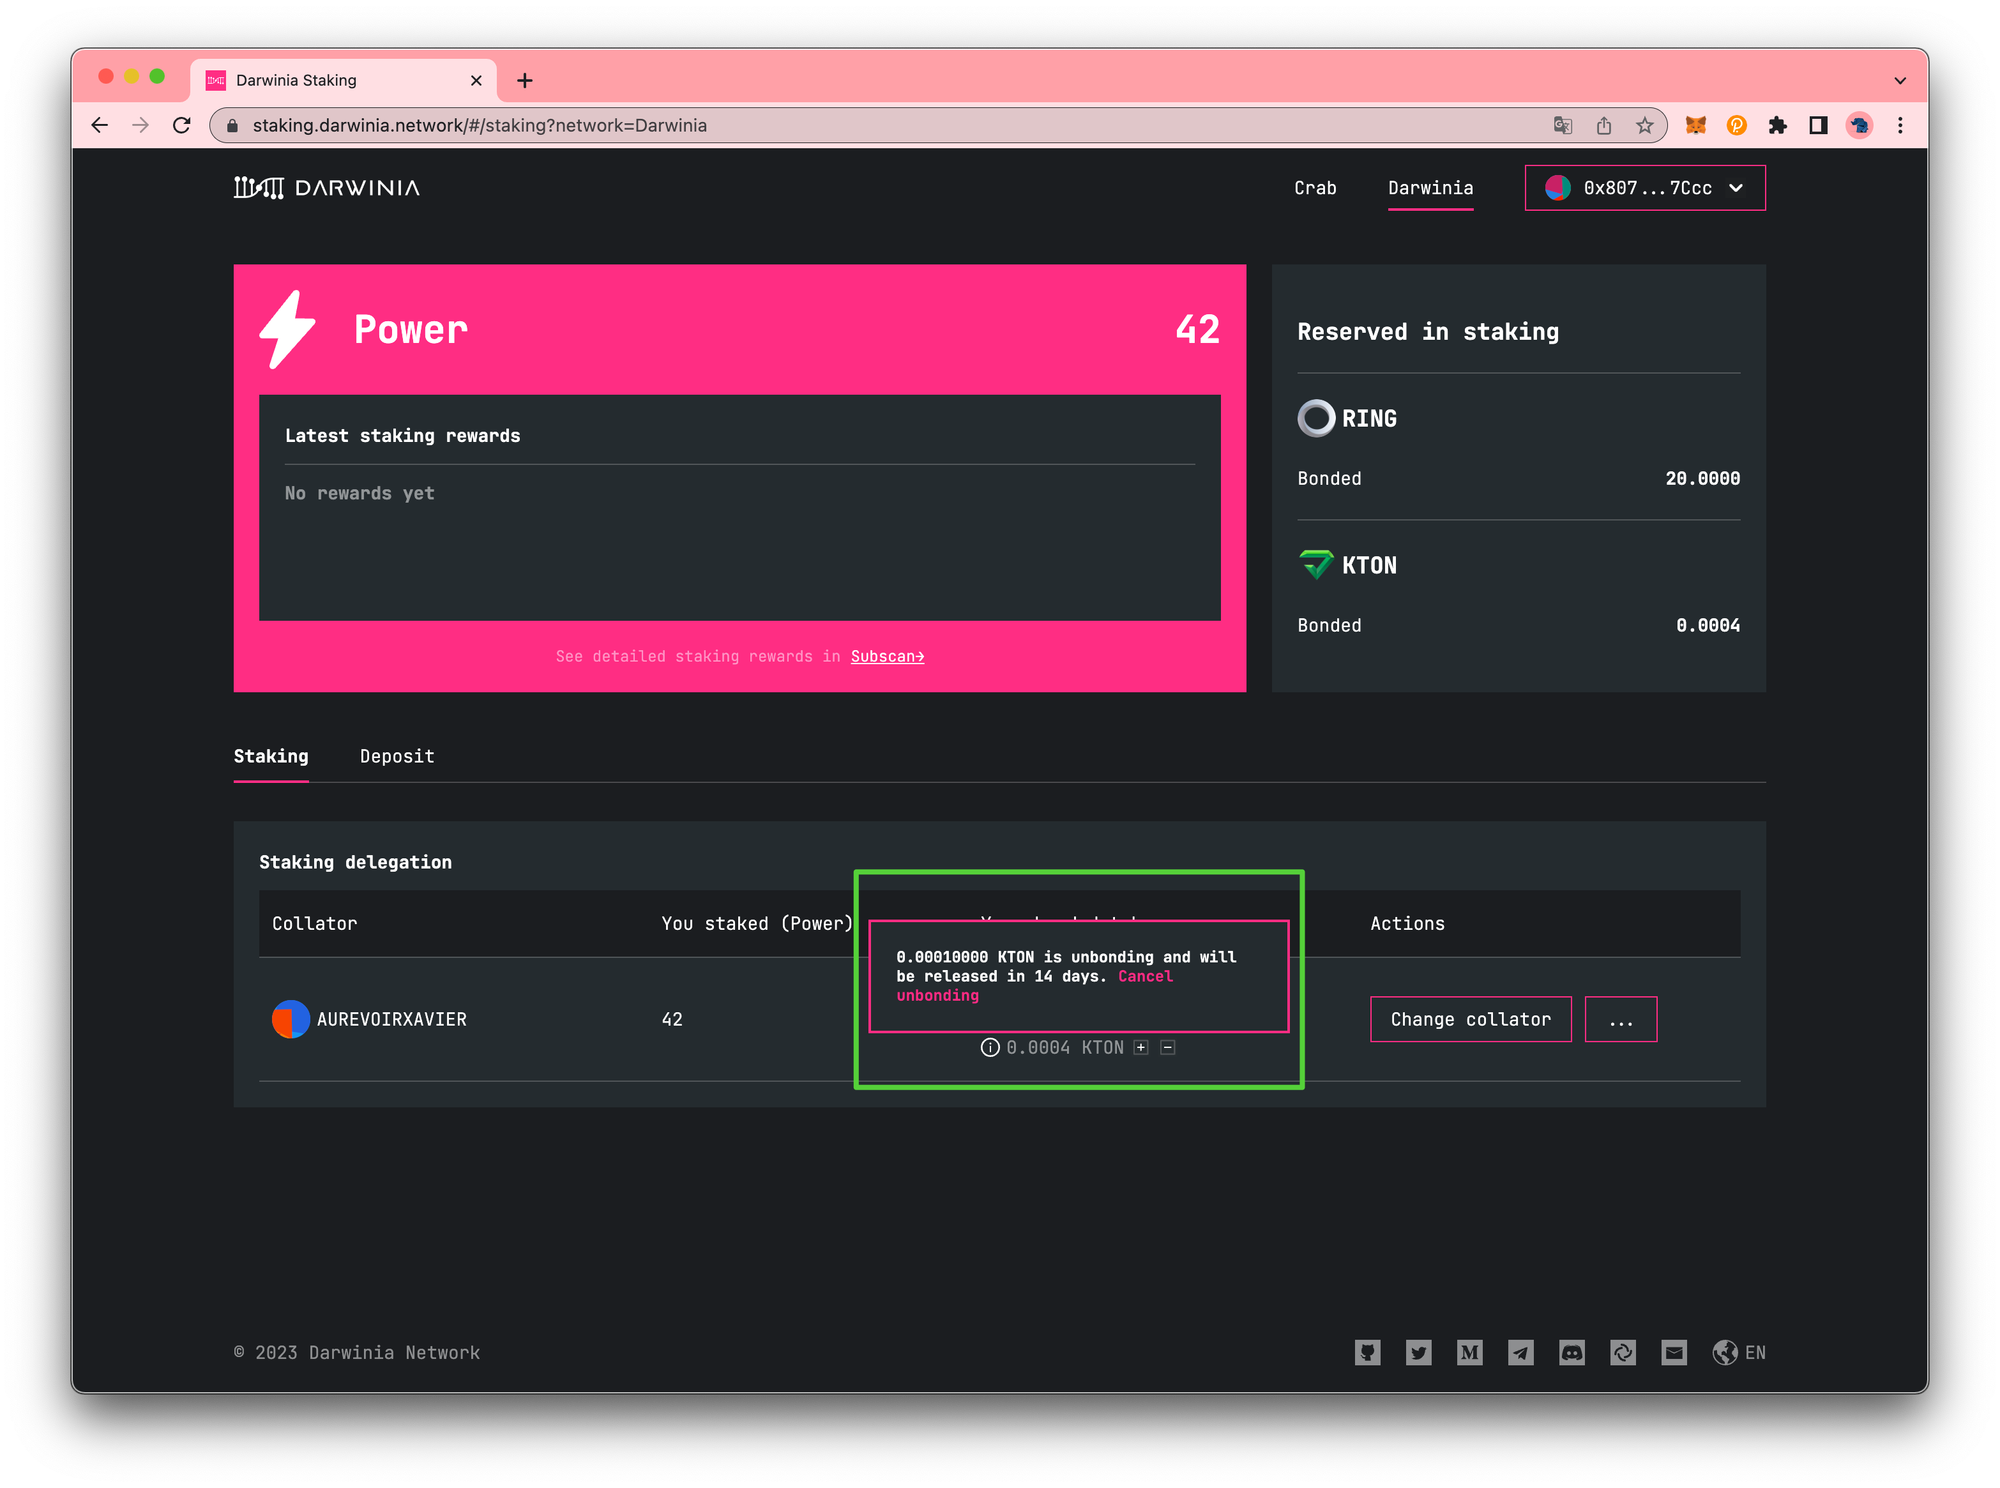 Darwinia Staking
staking.darwinia.network/#/staking?network=Darwinia
DARWINIA
Crab
Darwinia
0x807...7Ccc
Power
42
Latest staking rewards
No rewards yet
See detailed staking rewards in Subscan→
Reserved in staking
RING
Bonded 20.0000
KTON
Bonded 0.0004
Staking
Deposit
Staking delegation
Collator
You staked (Power)
Actions
0.00010000 KTON is unbonding and will
be released in 14 days. Cancel
unbonding
AUREVOIRXAVIER
42
0.0004 KTON + −
Change collator
...
© 2023 Darwinia Network
EN